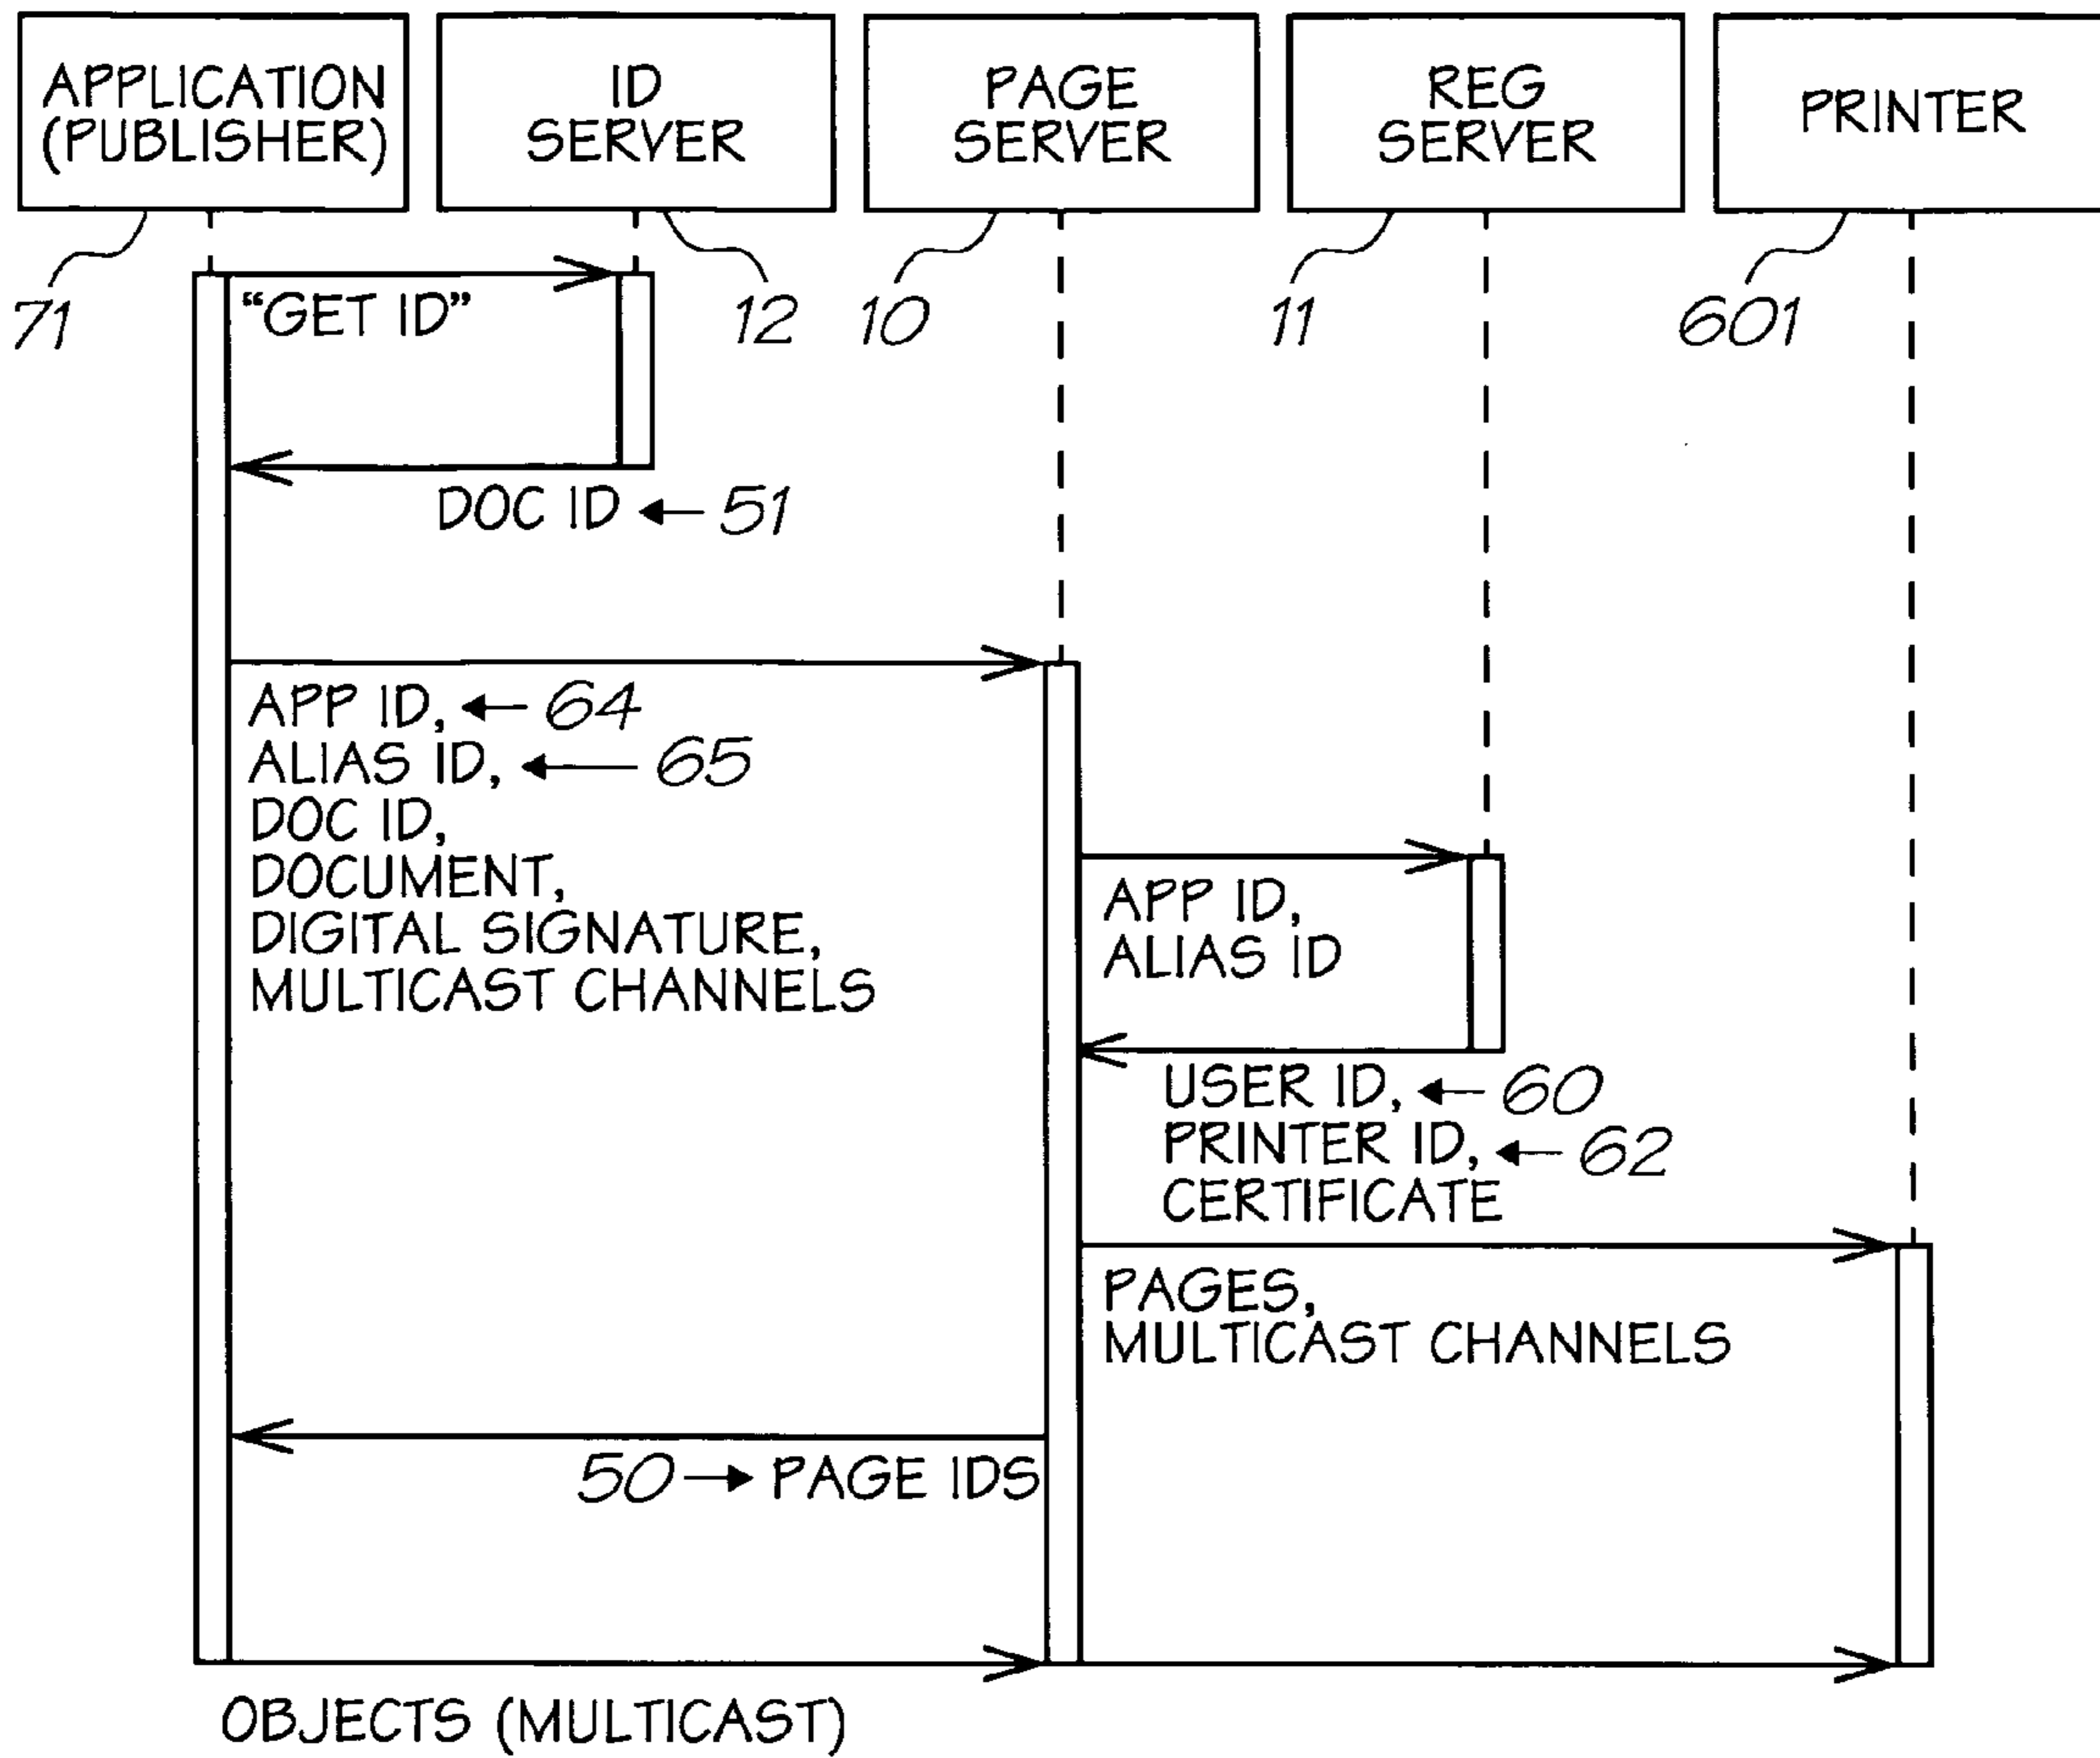 APPLICATION
(PUBLISHER)
ID
SERVER
PAGE
SERVER
REG
SERVER
PRINTER
71
12
10
11
601
“GET ID”
DOC ID
51
APP ID,
64
ALIAS ID,
65
DOC ID,
DOCUMENT,
DIGITAL SIGNATURE,
MULTICAST CHANNELS
APP ID,
ALIAS ID
USER ID,
60
PRINTER ID,
62
CERTIFICATE
PAGES,
MULTICAST CHANNELS
50
PAGE IDS
OBJECTS (MULTICAST)